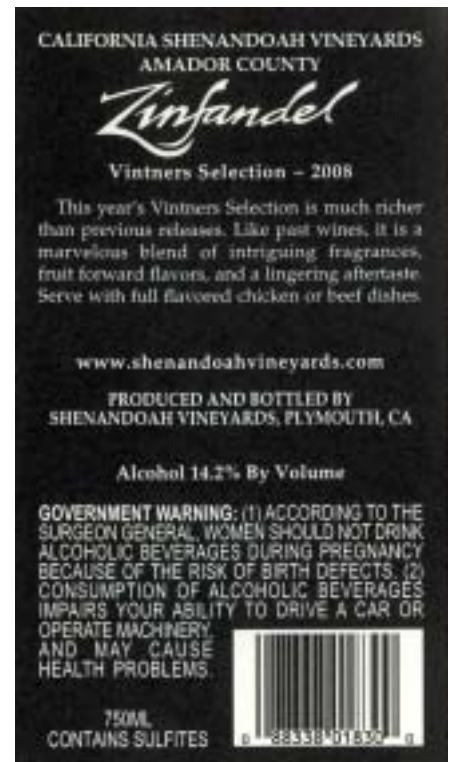 CALIFORNIA SHENANDOAH VINEYARDS
AMADOR COUNTY
Zinfandel
Vintners Selection – 2008
This year's Vintners Selection is much richer
than previous releases. Like past wines, it is a
marvelous blend of intriguing fragrances,
fruit forward flavors, and a lingering aftertaste.
Serve with full flavored chicken or beef dishes.
www.shenandoahvineyards.com
PRODUCED AND BOTTLED BY
SHENANDOAH VINEYARDS, PLYMOUTH, CA
Alcohol 14.2% By Volume
GOVERNMENT WARNING: (1) ACCORDING TO THE
SURGEON GENERAL, WOMEN SHOULD NOT DRINK
ALCOHOLIC BEVERAGES DURING PREGNANCY
BECAUSE OF THE RISK OF BIRTH DEFECTS. (2)
CONSUMPTION OF ALCOHOLIC BEVERAGES
IMPAIRS YOUR ABILITY TO DRIVE A CAR OR
OPERATE MACHINERY,
AND MAY CAUSE
HEALTH PROBLEMS.
750ML
CONTAINS SULFITES